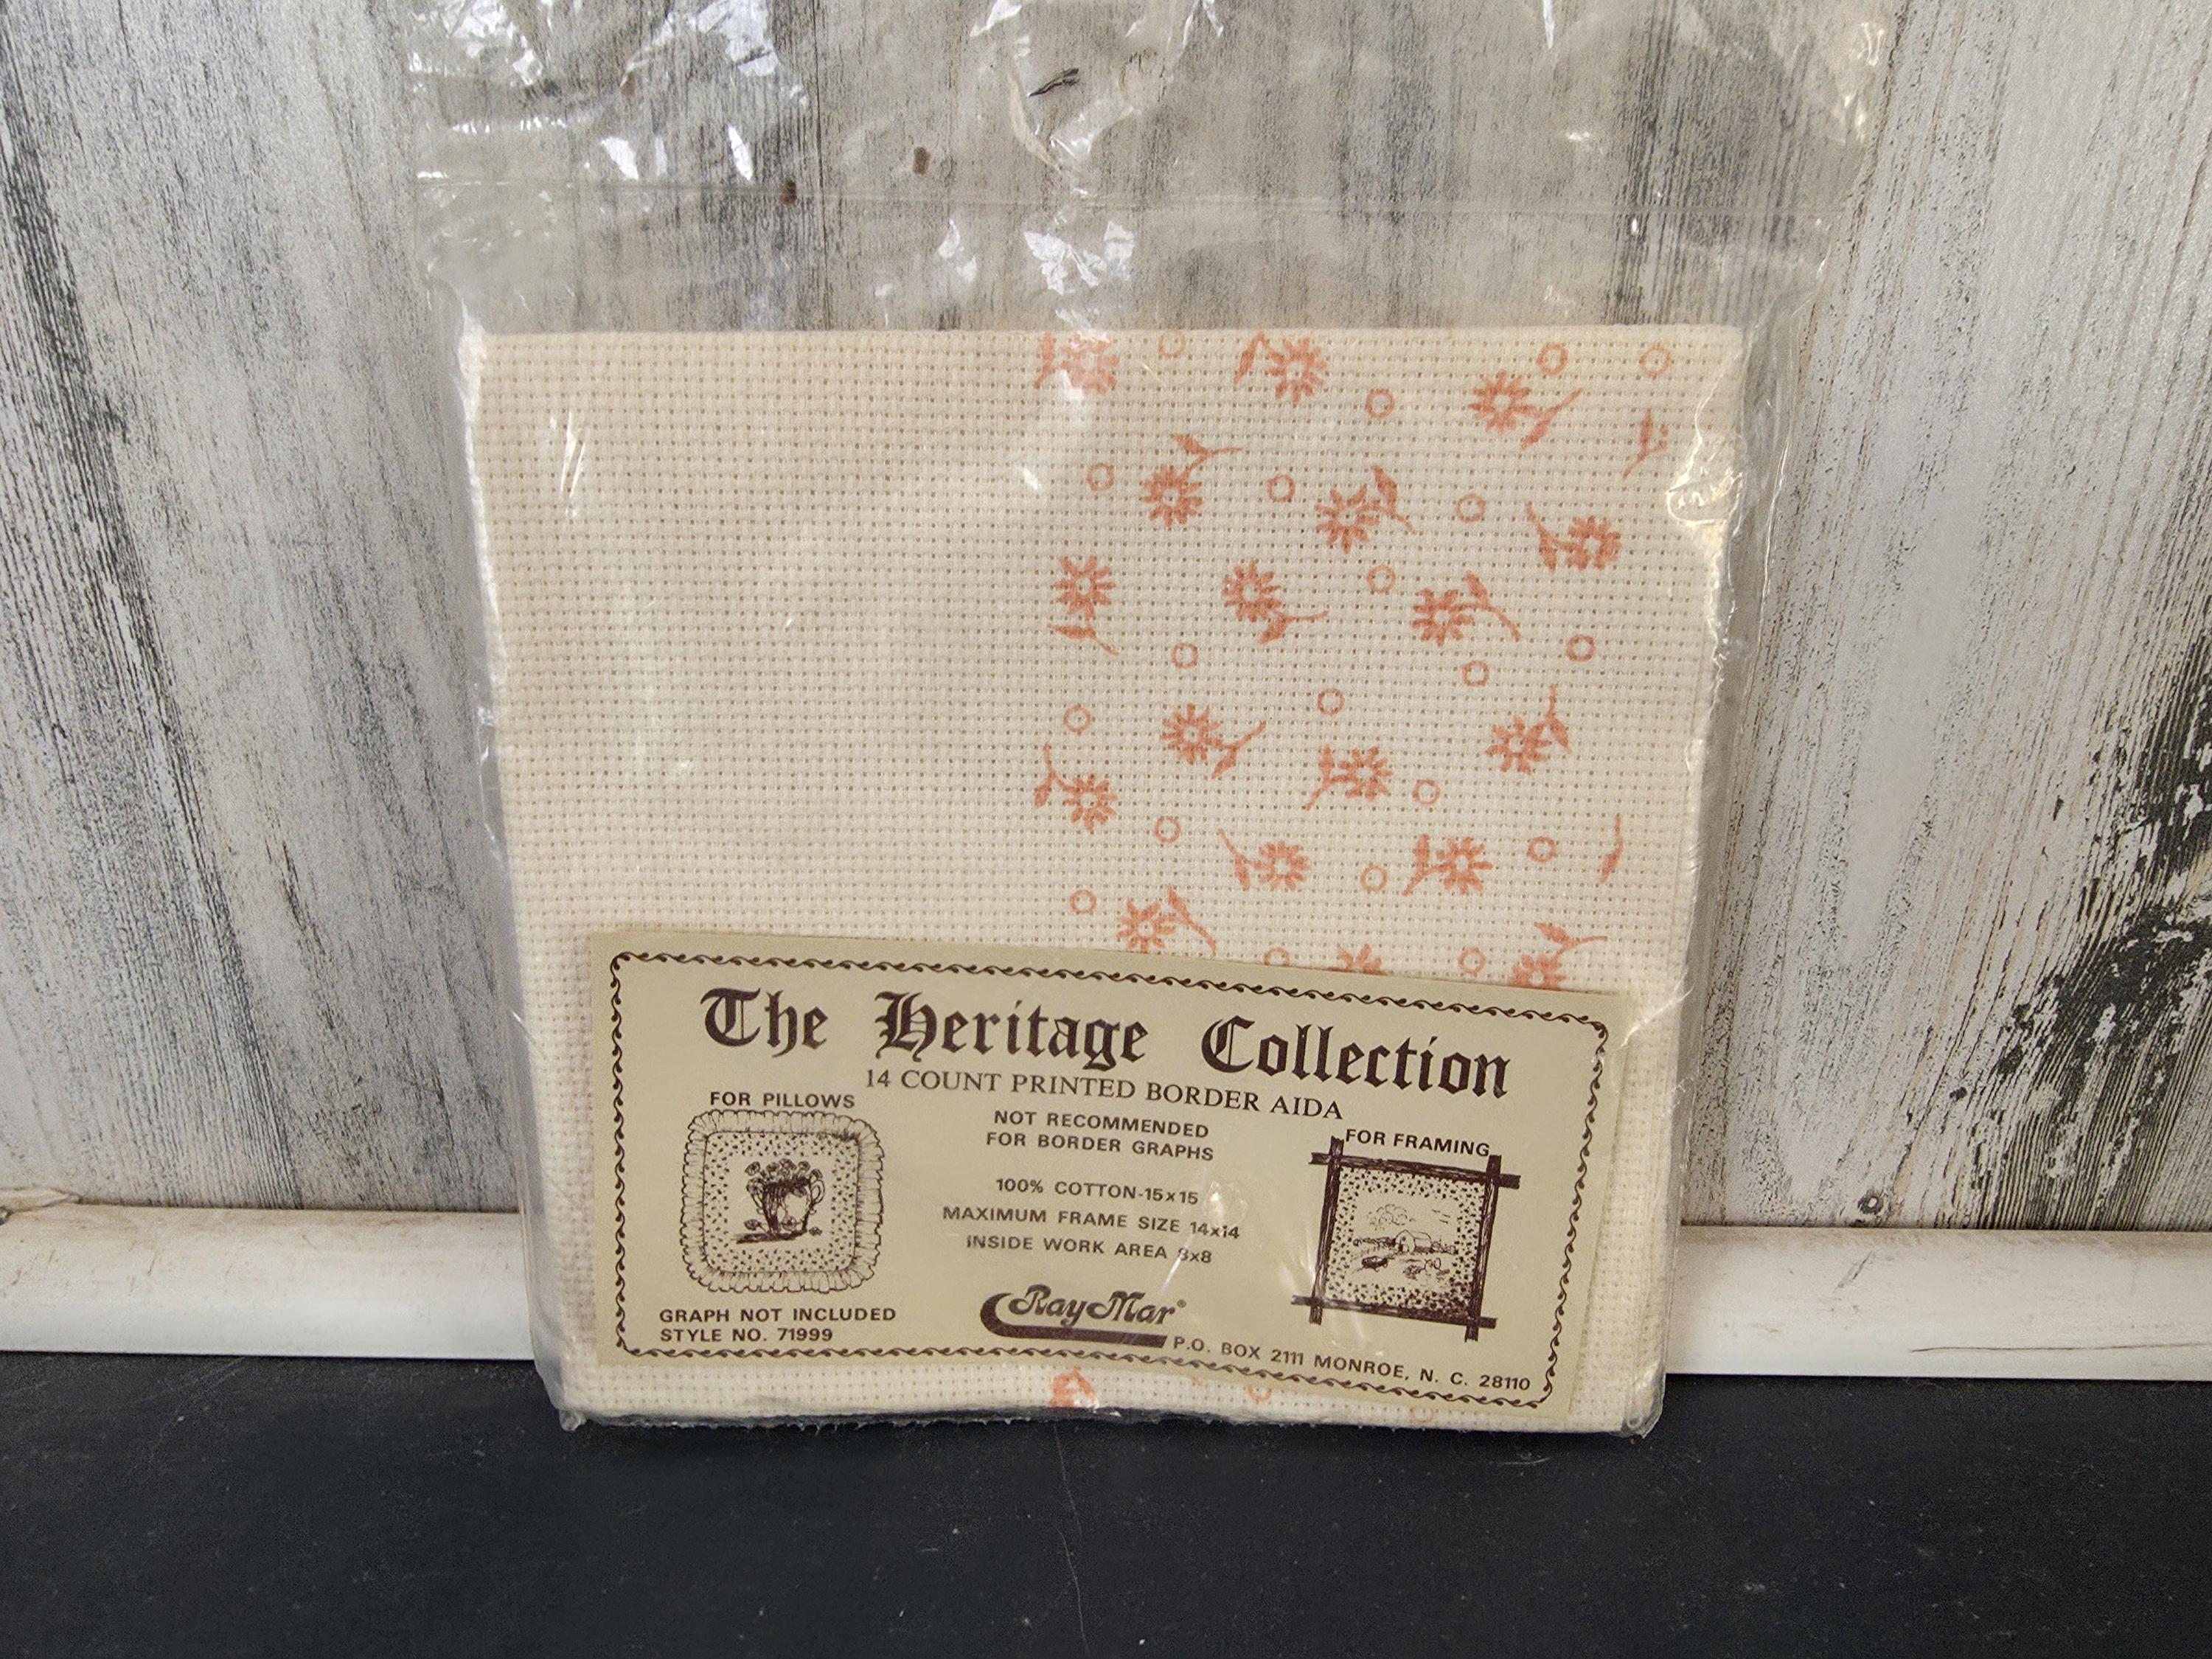 The Heritage Collection
14 COUNT PRINTED BORDER AIDA
FOR PILLOWS
NOT RECOMMENDED
FOR BORDER GRAPHS
FOR FRAMING
100% COTTON-15x15
MAXIMUM FRAME SIZE 14x14
INSIDE WORK AREA 8x8
GRAPH NOT INCLUDED
STYLE NO. 71999
RayMar®
P.O. BOX 2111 MONROE, N. C. 28110